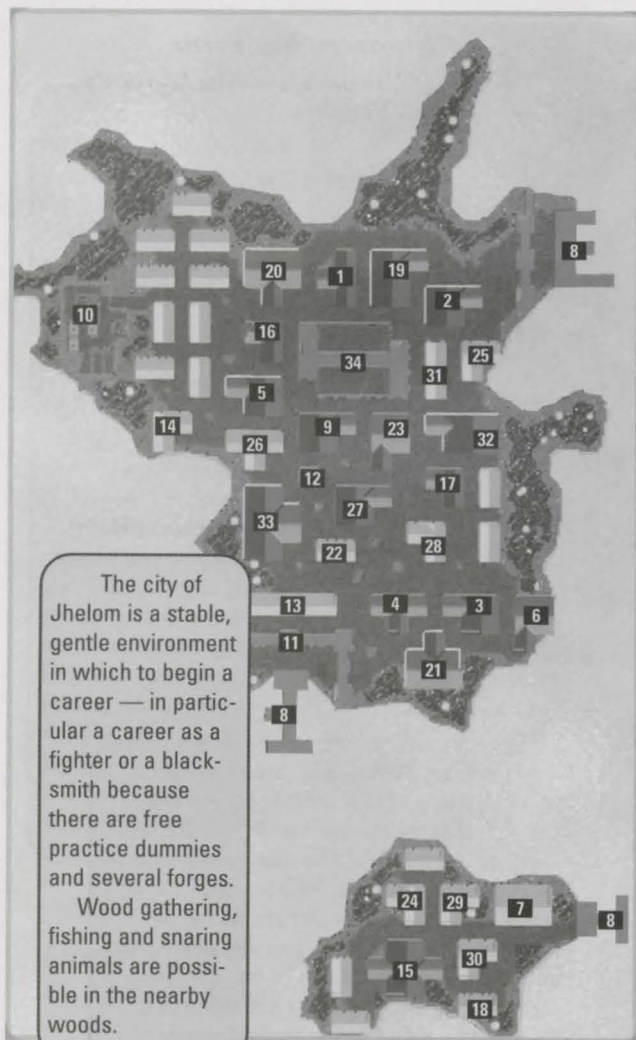 8
20
1
19
2
10
16
34
31
25
5
14
26
9
23
32
12
17
27
33
22
28
13
4
3
6
11
21
8
The city of
Jhelom is a stable,
gentle environment
in which to begin a
career — in partic-
ular a career as a
fighter or a black-
smith because
there are free
practice dummies
and several forges.
Wood gathering,
fishing and snaring
animals are possi-
ble in the nearby
woods.
24
29
7
8
15
30
18